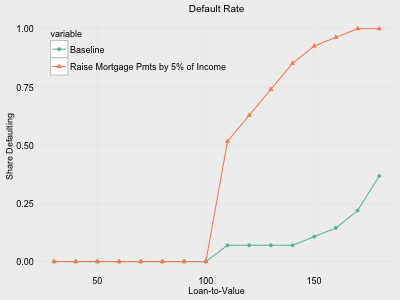 Default Rate
variable
Baseline
Raise Mortgage Pmts by 5% of Income
Share Defaulting
1.00
0.75
0.50
0.25
0.00
50
100
150
Loan-to-Value